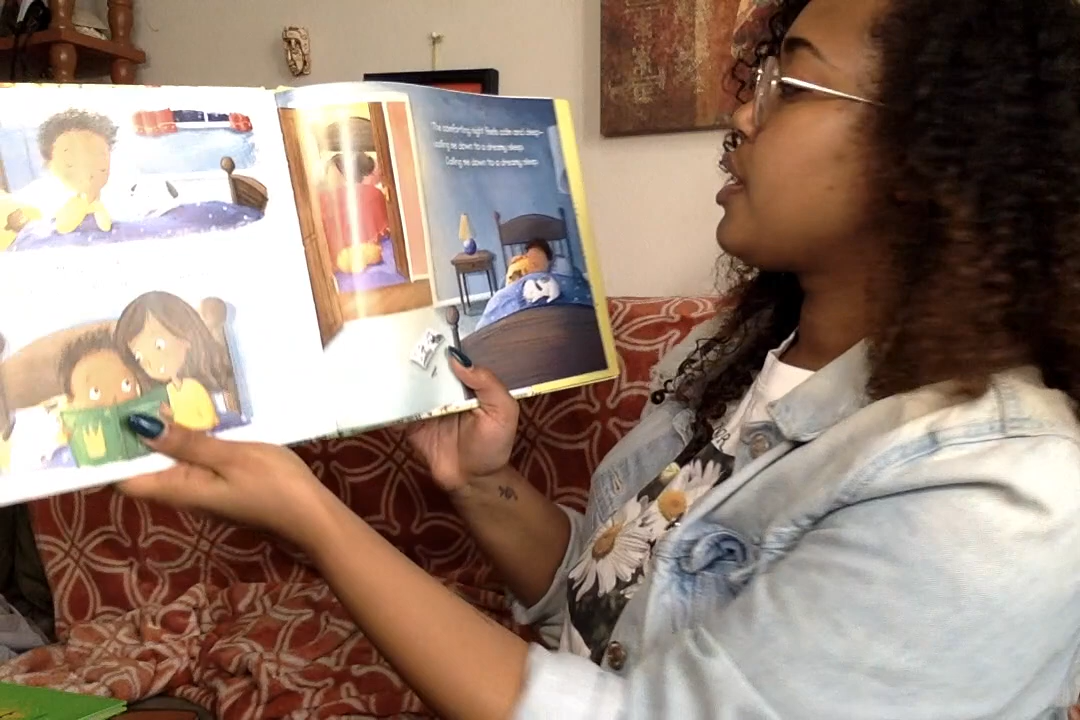 The comforting night feels calm and deep—
calling me down to a dreamy sleep.
Calling me down to a dreamy sleep.